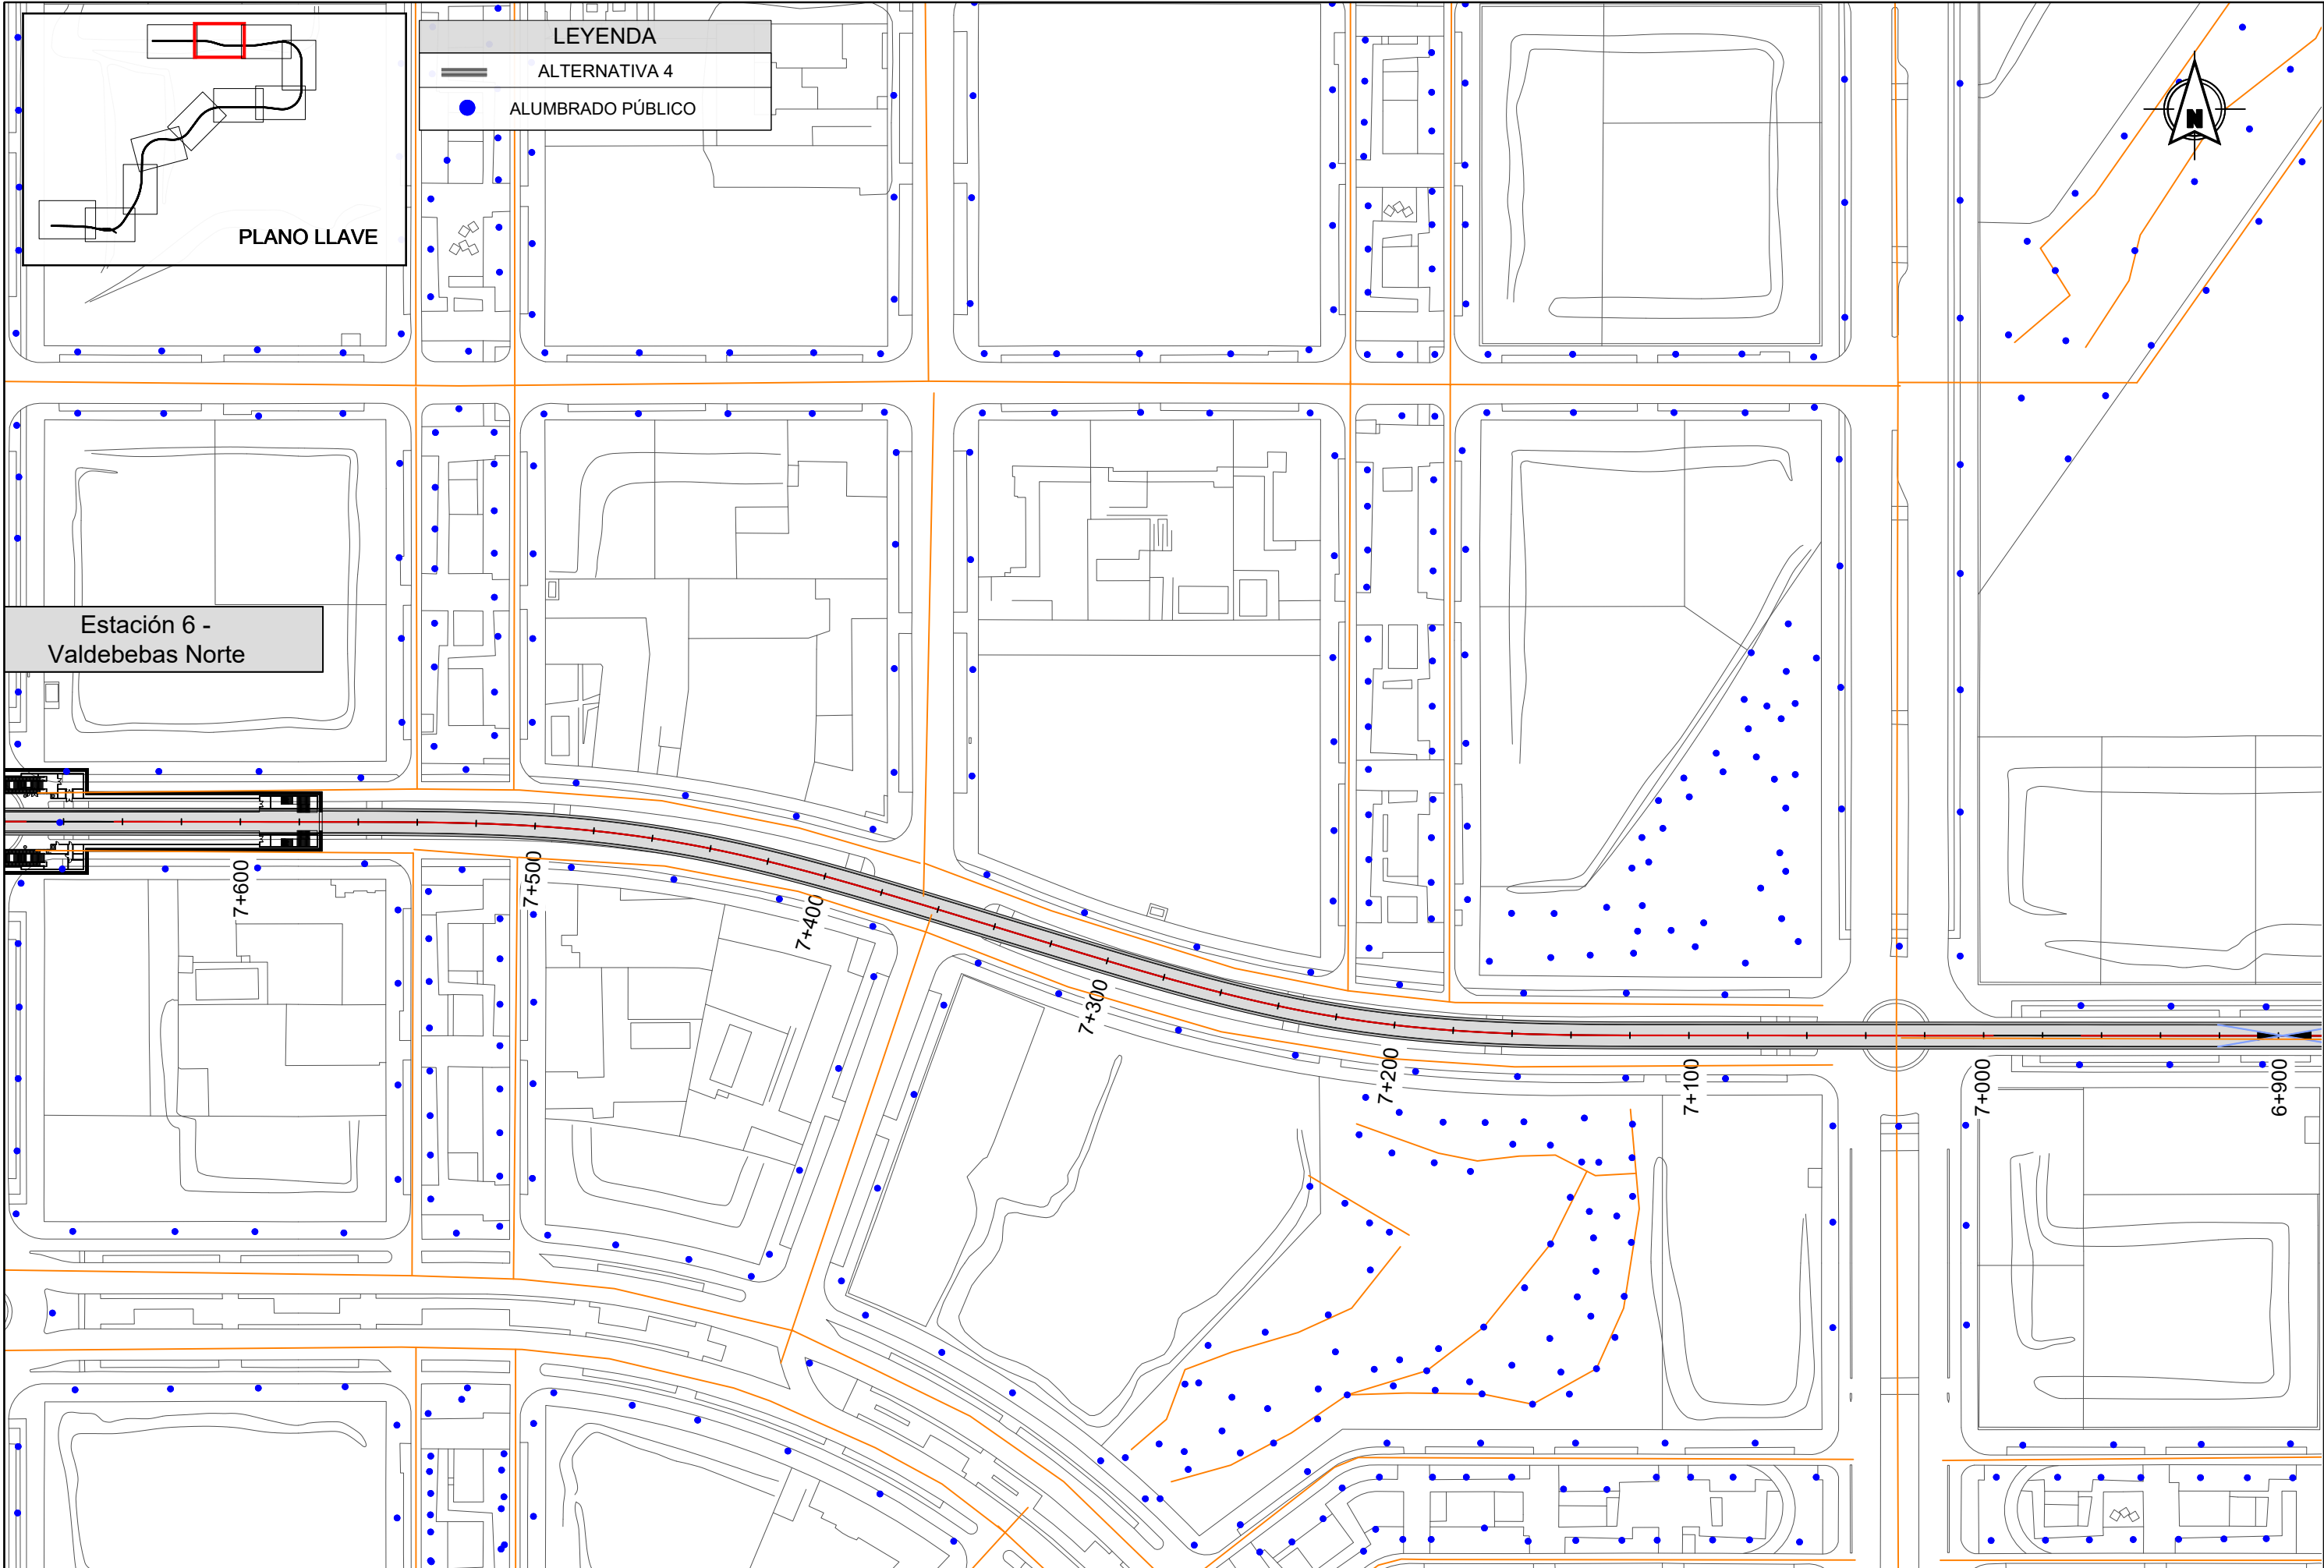 LEYENDA
ALTERNATIVA 4
ALUMBRADO PÚBLICO
PLANO LLAVE
N
Estación 6 -
Valdebebas Norte
7+600
7+500
7+400
7+300
7+200
7+100
7+000
6+900